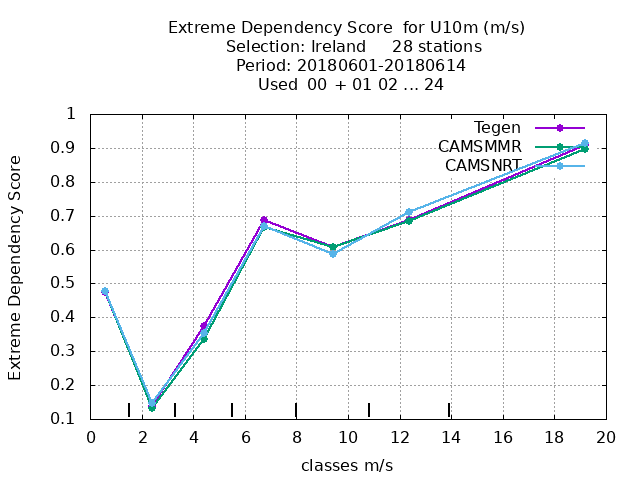 Extreme Dependency Score  for U10m (m/s)
Selection: Ireland     28 stations
Period: 20180601-20180614
Used  00  + 01 02 ... 24
Extreme Dependency Score
1
0.9
0.8
0.7
0.6
0.5
0.4
0.3
0.2
0.1
Tegen
CAMSMMR
CAMSNRT
0 2 4 6 8 10 12 14 16 18 20
classes m/s